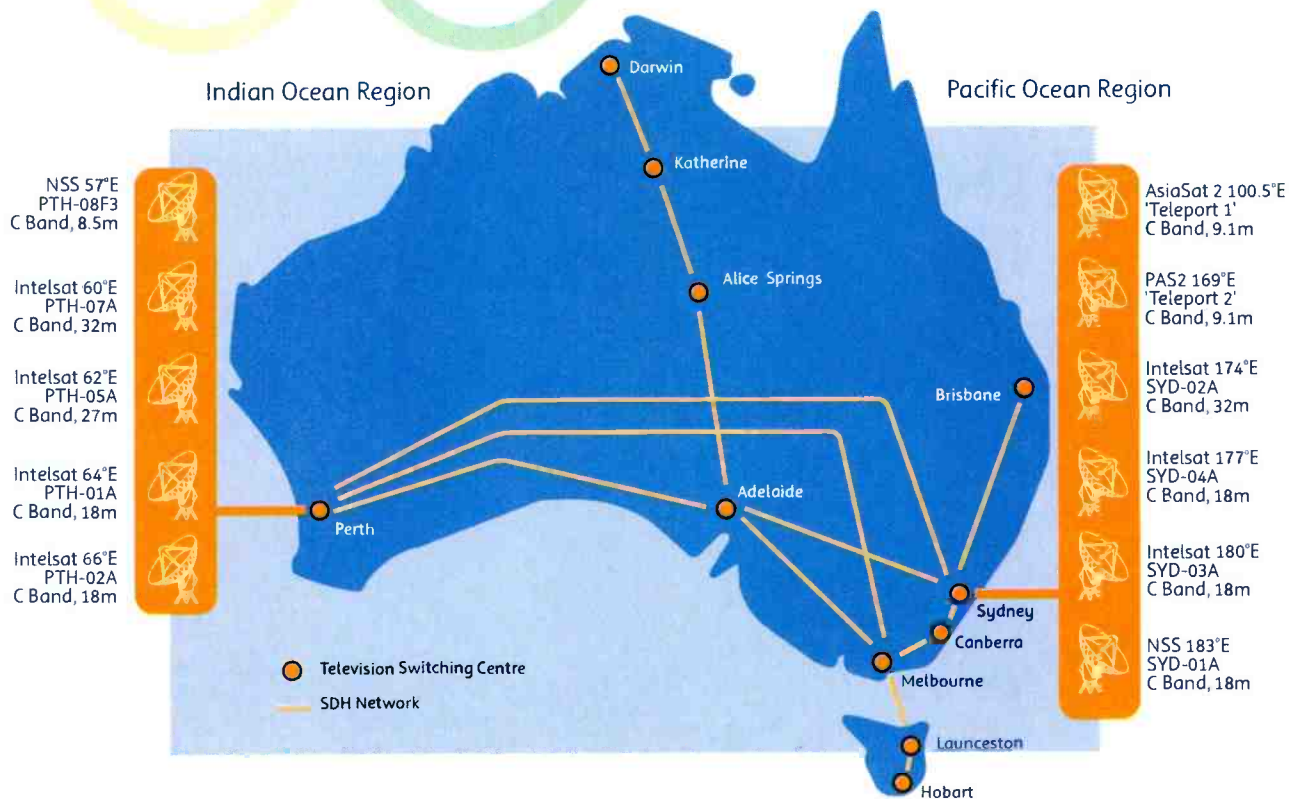 Indian Ocean Region
Pacific Ocean Region
NSS 57°E
PTH-08F3
C Band, 8.5m
Intelsat 60°E
PTH-07A
C Band, 32m
Intelsat 62°E
PTH-05A
C Band, 27m
Intelsat 64°E
PTH-01A
C Band, 18m
Intelsat 66°E
PTH-02A
C Band, 18m
Darwin
Katherine
Alice Springs
Brisbane
Adelaide
Perth
Sydney
Canberra
Melbourne
Launceston
Hobart
Television Switching Centre
SDH Network
AsiaSat 2 100.5°E
'Teleport 1'
C Band, 9.1m
PAS2 169°E
'Teleport 2'
C Band, 9.1m
Intelsat 174°E
SYD-02A
C Band, 32m
Intelsat 177°E
SYD-04A
C Band, 18m
Intelsat 180°E
SYD-03A
C Band, 18m
NSS 183°E
SYD-01A
C Band, 18m